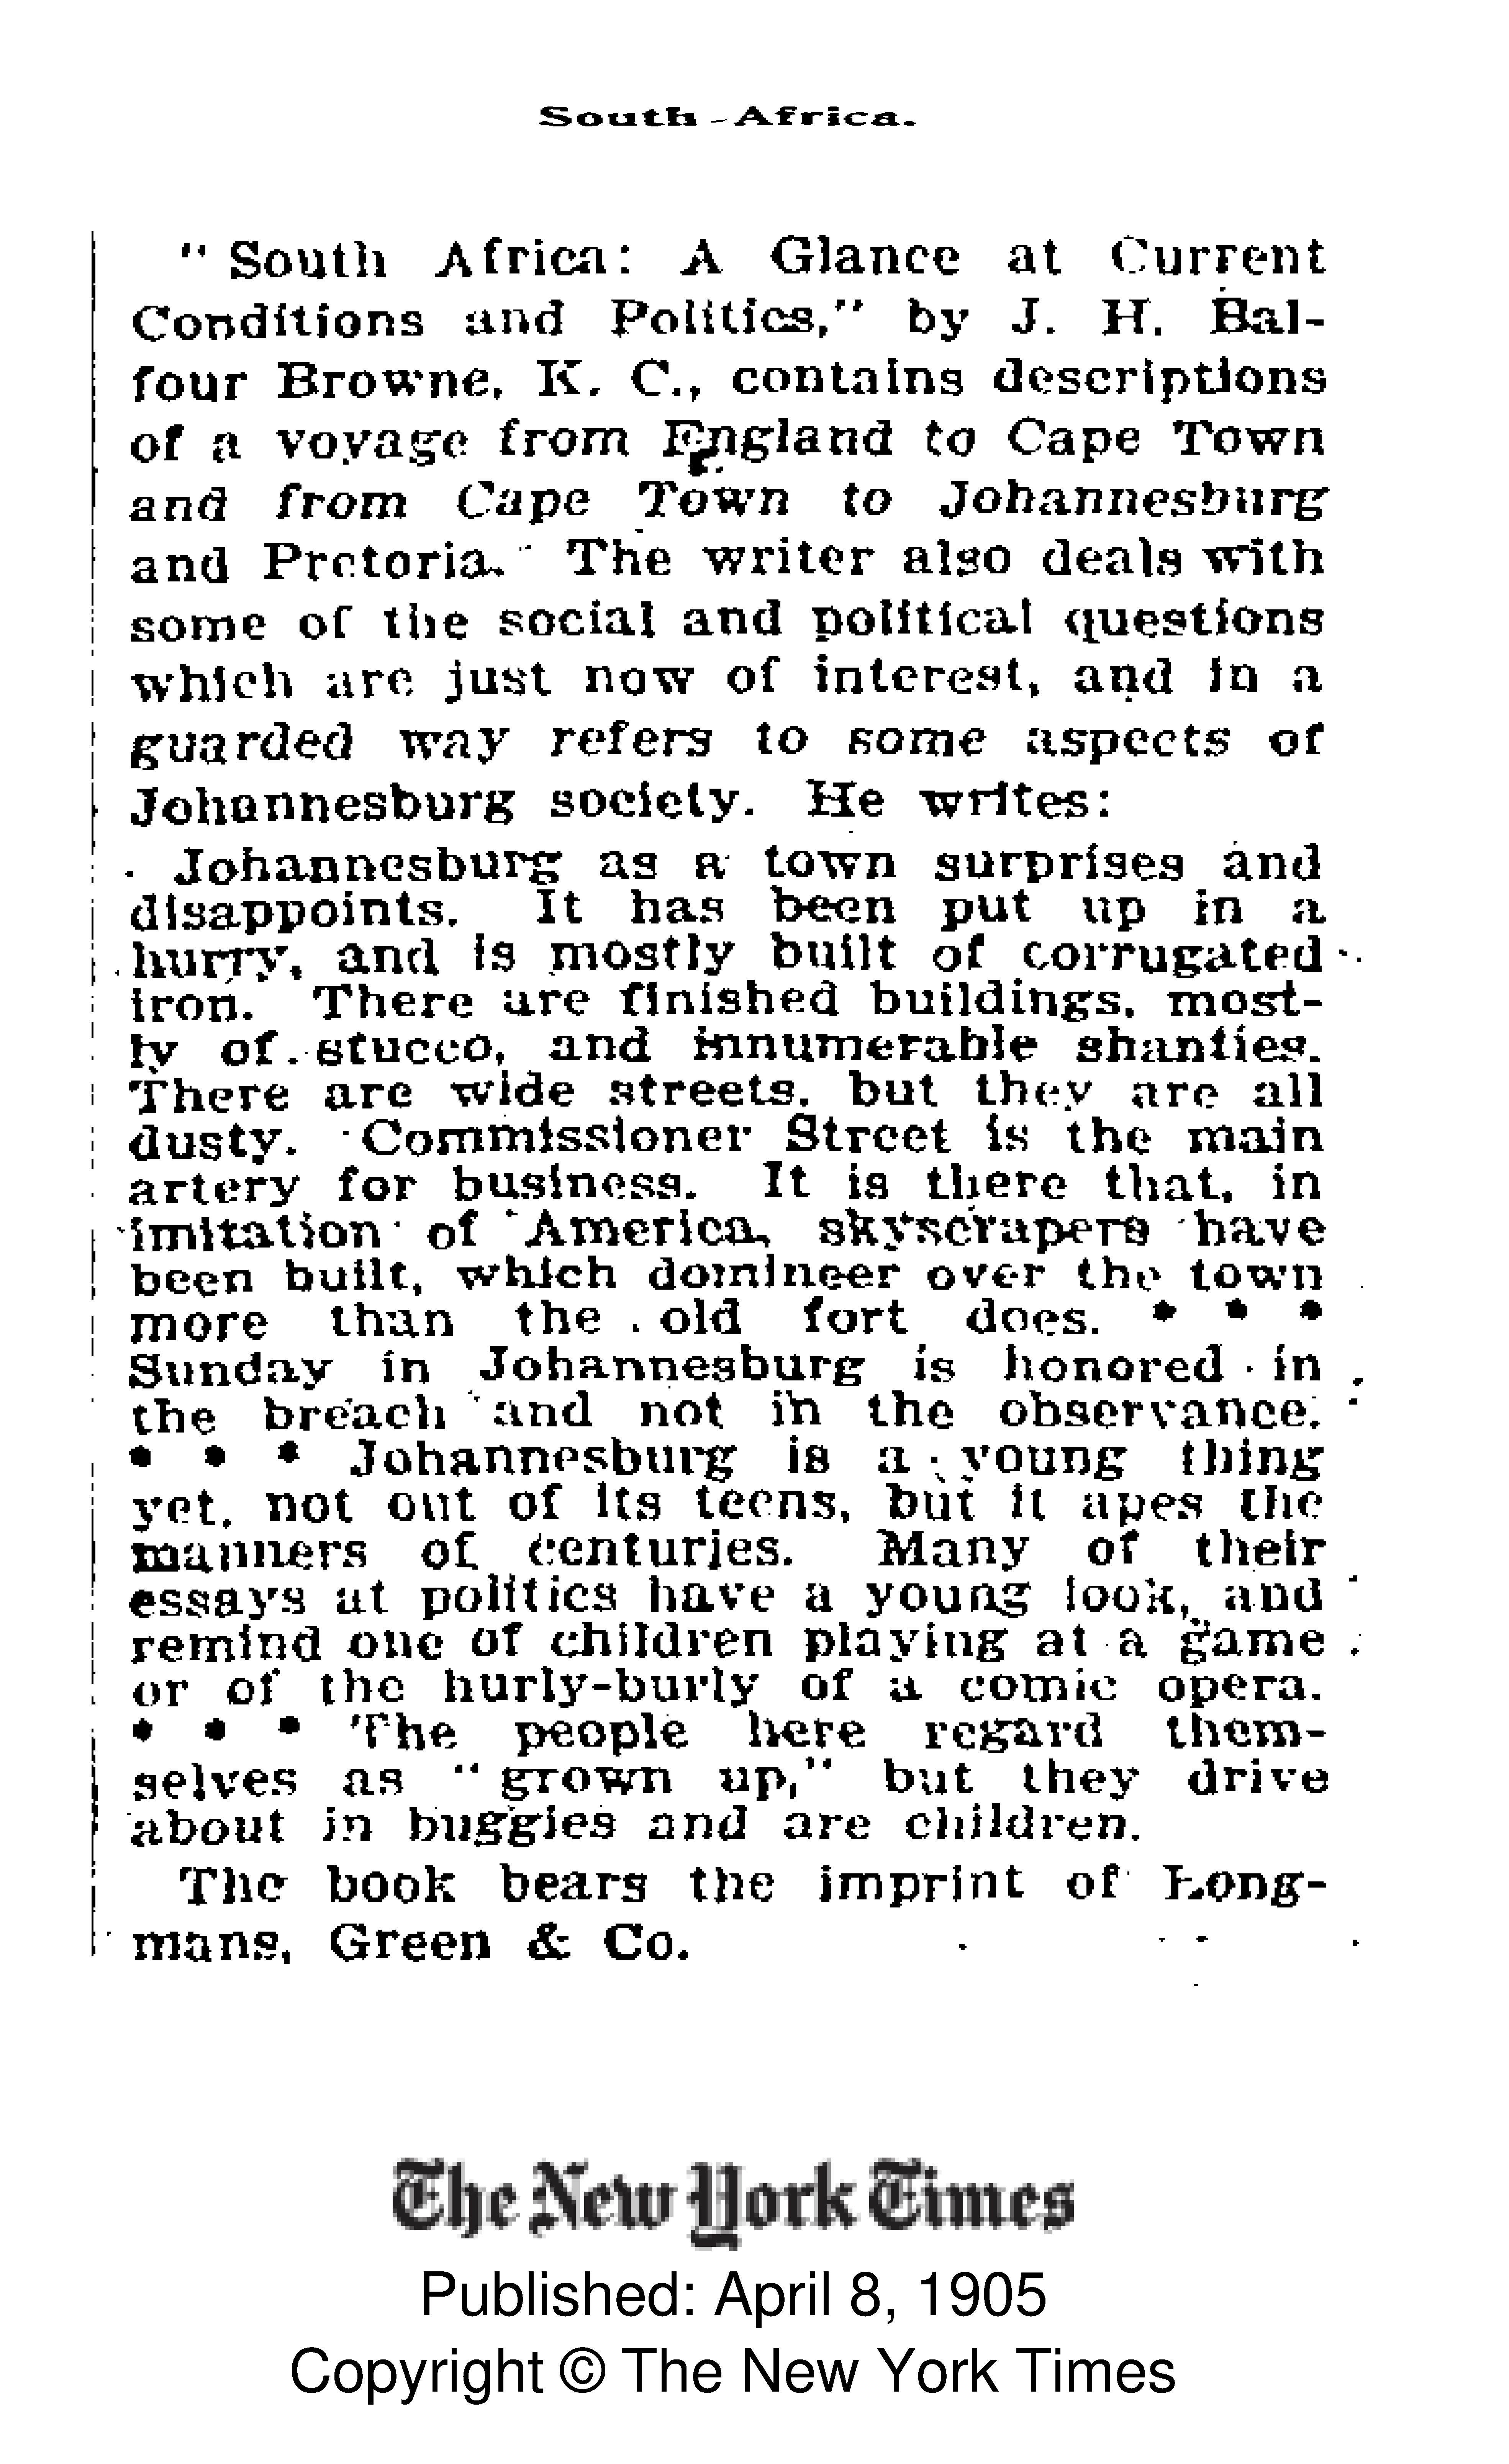 South Africa.
" South Africa: A Glance at Current
Conditions and Politics," by J. H. Bal-
four Browne, K. C., contains descriptions
of a voyage from England to Cape Town
and from Cape Town to Johannesburg
and Pretoria. The writer also deals with
some of the social and political questions
which are just now of interest, and in a
guarded way refers to some aspects of
Johannesburg society. He writes:
Johannesburg as a town surprises and
disappoints. It has been put up in a
hurry, and is mostly built of corrugated
iron. There are finished buildings, most-
ly of stucco, and innumerable shanties.
There are wide streets, but they are all
dusty. Commissioner Street is the main
artery for business. It is there that, in
imitation of America, skyscrapers have
been built, which domineer over the town
more than the old fort does. * * *
Sunday in Johannesburg is honored in
the breach and not in the observance.
* * * Johannesburg is a young thing
yet, not out of its teens, but it apes the
manners of centuries. Many of their
essays at politics have a young look, and
remind one of children playing at a game
or of the hurly-burly of a comic opera.
* * * The people here regard them-
selves as " grown up," but they drive
about in buggies and are children.
The book bears the imprint of Long-
mans, Green & Co.
The New York Times
Published: April 8, 1905
Copyright © The New York Times